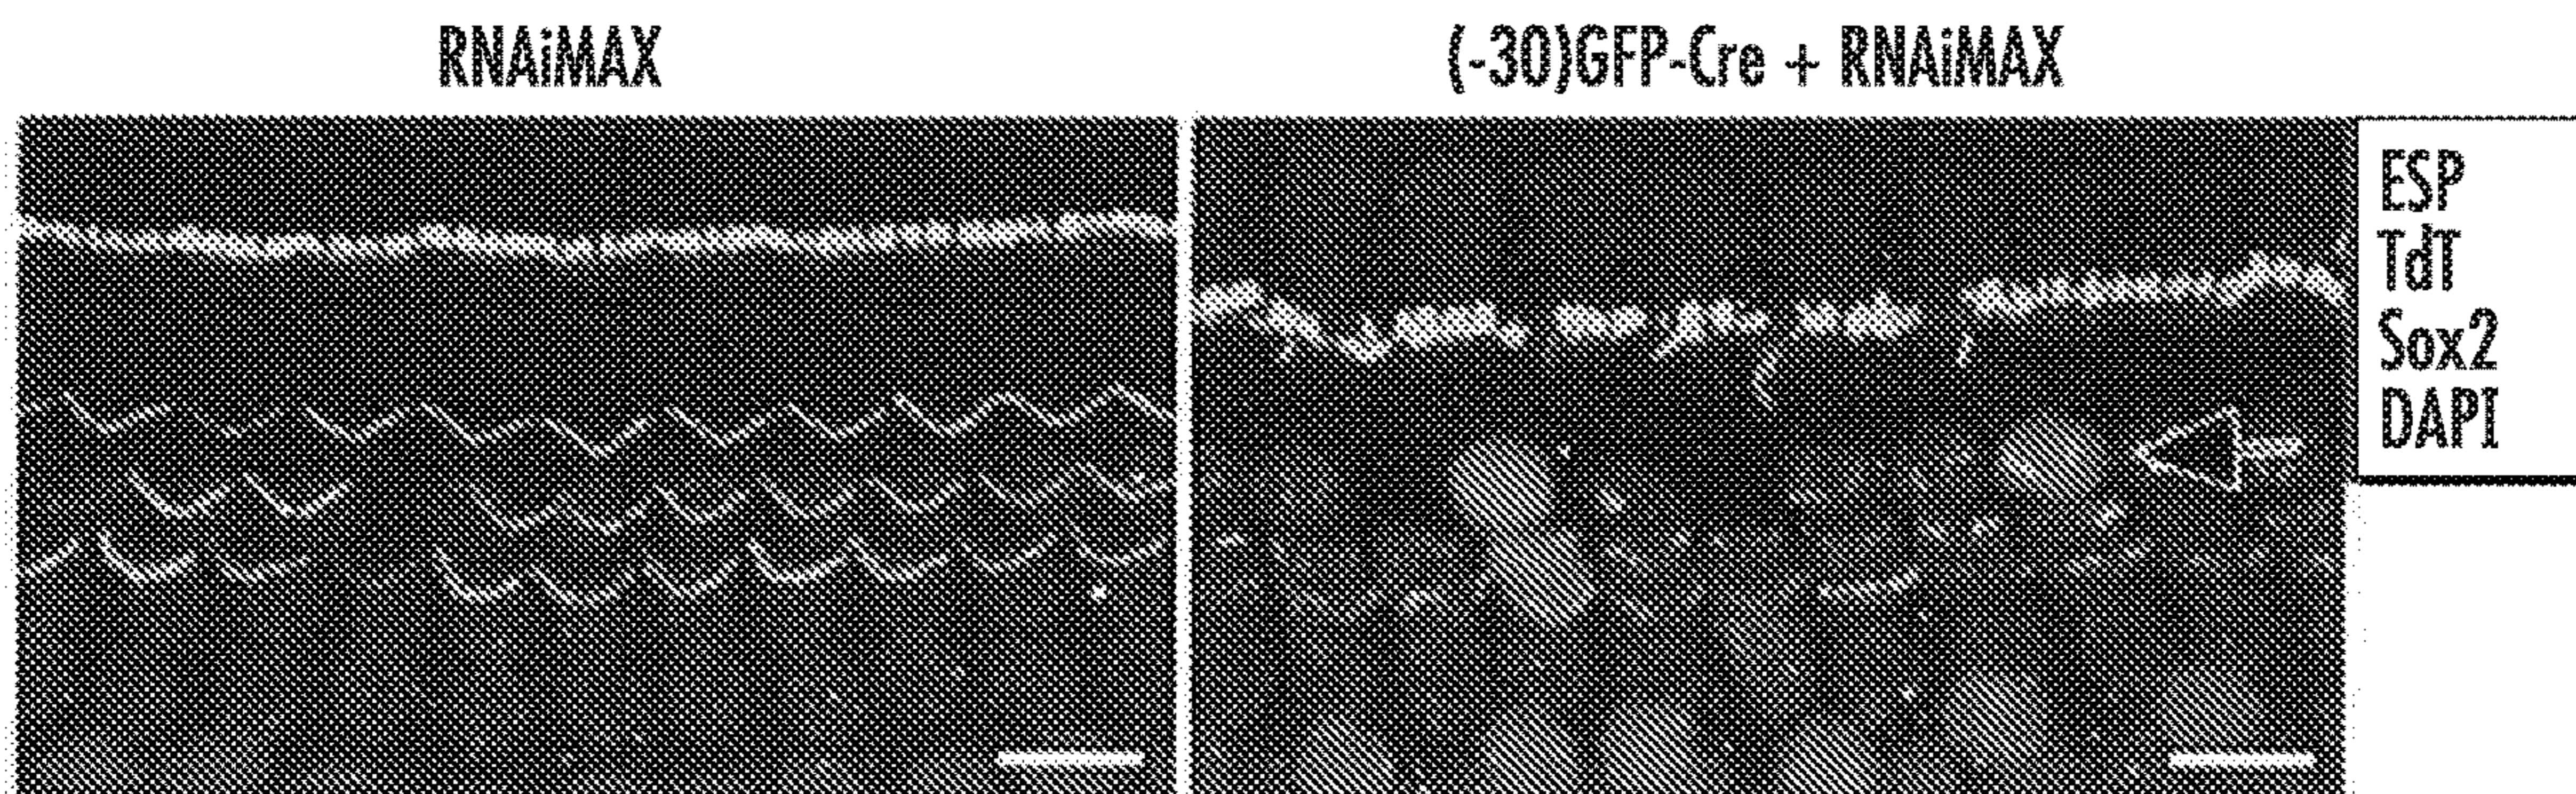 RNAiMAX
(-30)GFP-Cre + RNAiMAX
ESP
TdT
Sox2
DAPI